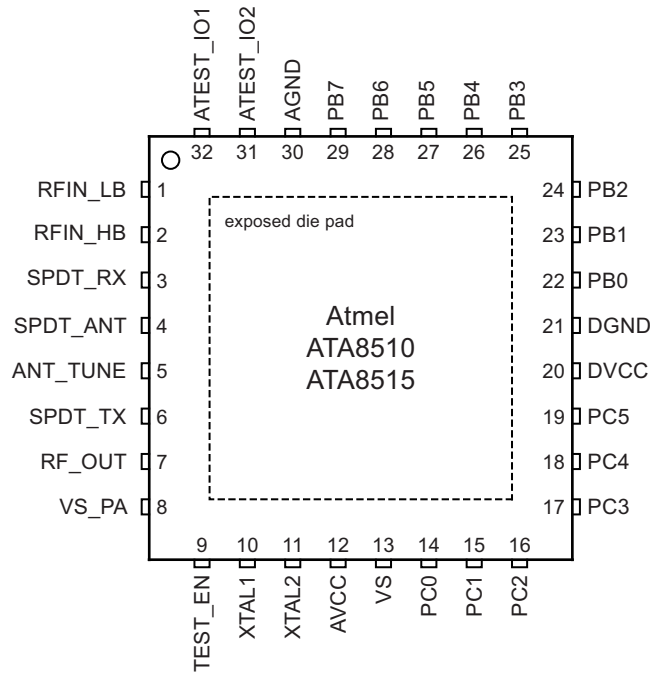 ATEST_IO1
ATEST_IO2
AGND
PB7
PB6
PB5
PB4
PB3
32 31 30 29 28 27 26 25
RFIN_LB 1
RFIN_HB 2
SPDT_RX 3
SPDT_ANT 4
ANT_TUNE 5
SPDT_TX 6
RF_OUT 7
VS_PA 8
exposed die pad
Atmel
ATA8510
ATA8515
24 PB2
23 PB1
22 PB0
21 DGND
20 DVCC
19 PC5
18 PC4
17 PC3
9 10 11 12 13 14 15 16
TEST_EN
XTAL1
XTAL2
AVCC
VS
PC0
PC1
PC2